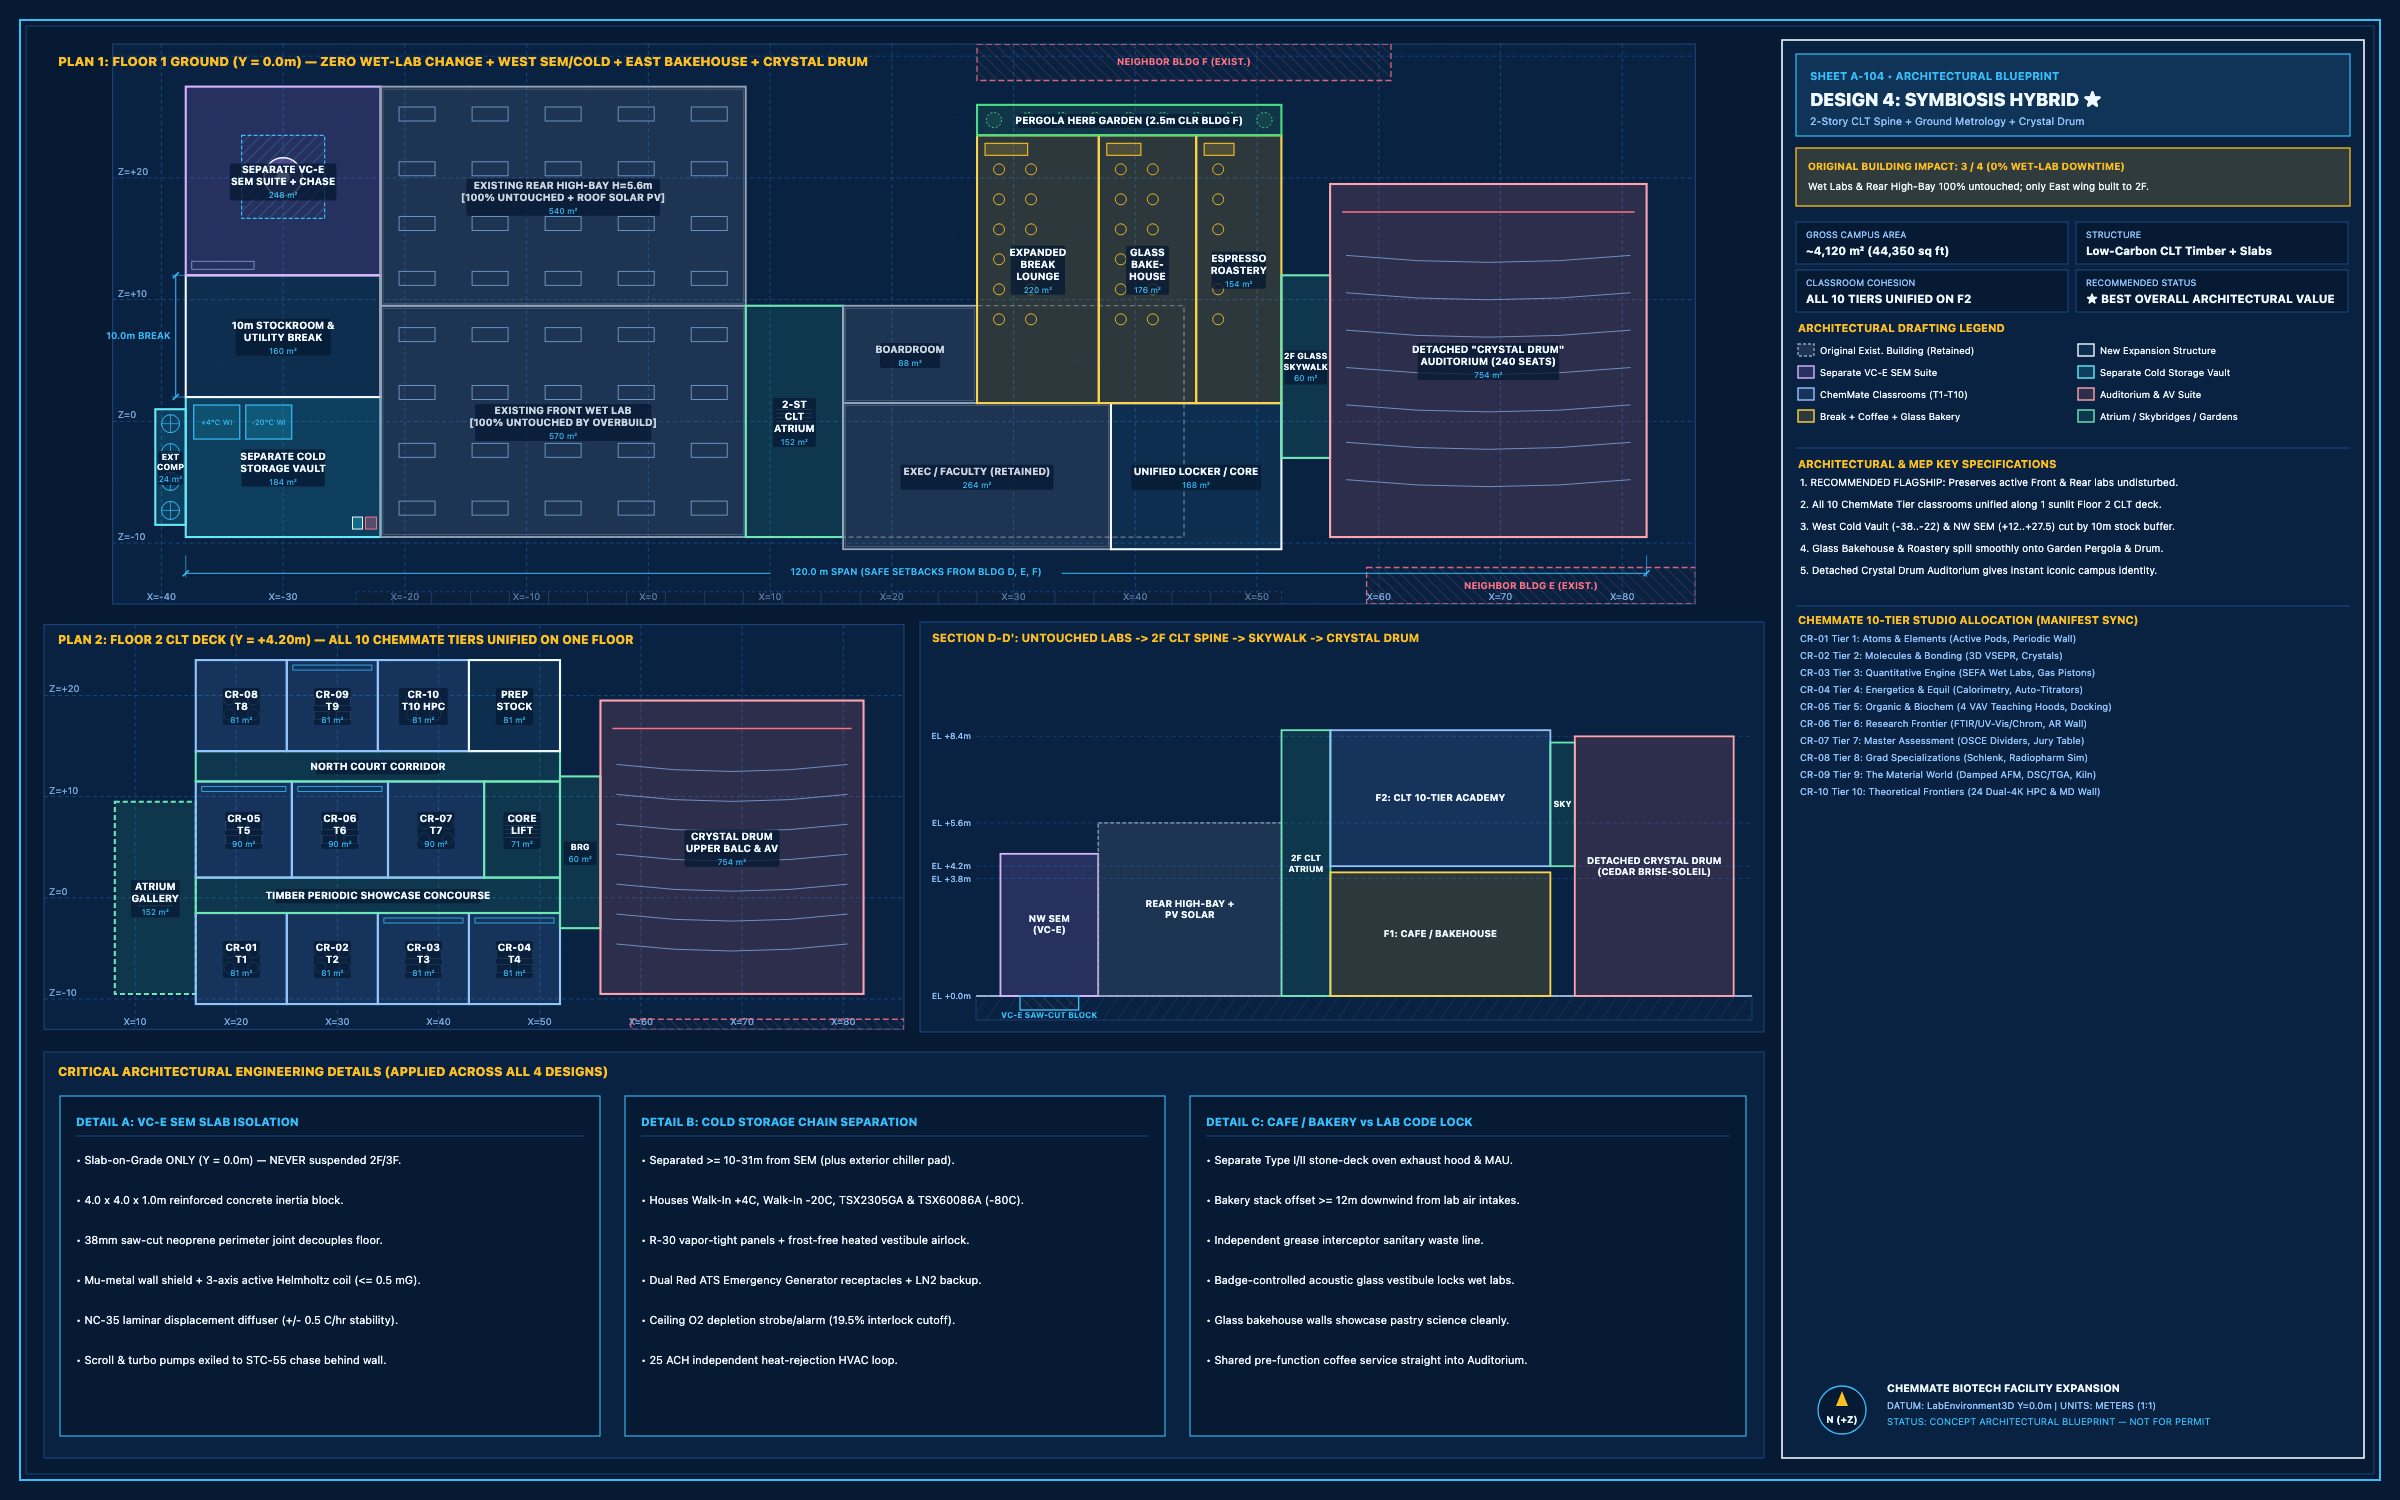 PLAN 1: FLOOR 1 GROUND (Y = 0.0m) — ZERO WET-LAB CHANGE + WEST SEM/COLD + EAST BAKEHOUSE + CRYSTAL DRUM
NEIGHBOR BLDG F (EXIST.)
PERGOLA HERB GARDEN (2.5m CLR BLDG F)
Z=+20
Z=+10
Z=0
Z=-10
SEPARATE VC-E
SEM SUITE + CHASE
248 m²
EXISTING REAR HIGH-BAY H=5.6m
[100% UNTOUCHED + ROOF SOLAR PV]
540 m²
EXPANDED
BREAK
LOUNGE
220 m²
GLASS
BAKE-
HOUSE
176 m²
ESPRESSO
ROASTERY
154 m²
10.0m BREAK
10m STOCKROOM &
UTILITY BREAK
160 m²
BOARDROOM
88 m²
2F GLASS
SKYWALK
60 m²
DETACHED "CRYSTAL DRUM"
AUDITORIUM (240 SEATS)
754 m²
+4°C WI
-20°C WI
EXT
COMP
24 m²
SEPARATE COLD
STORAGE VAULT
184 m²
EXISTING FRONT WET LAB
[100% UNTOUCHED BY OVERBUILD]
570 m²
2-ST
CLT
ATRIUM
152 m²
EXEC / FACULTY (RETAINED)
264 m²
UNIFIED LOCKER / CORE
168 m²
120.0 m SPAN (SAFE SETBACKS FROM BLDG D, E, F)
NEIGHBOR BLDG E (EXIST.)
X=-40
X=-30
X=-20
X=-10
X=0
X=10
X=20
X=30
X=40
X=50
X=60
X=70
X=80
PLAN 2: FLOOR 2 CLT DECK (Y = +4.20m) — ALL 10 CHEMMATE TIERS UNIFIED ON ONE FLOOR
Z=+20
Z=+10
Z=0
Z=-10
CR-08
T8
81 m²
CR-09
T9
81 m²
CR-10
T10 HPC
81 m²
PREP
STOCK
81 m²
NORTH COURT CORRIDOR
CR-05
T5
90 m²
CR-06
T6
90 m²
CR-07
T7
90 m²
CORE
LIFT
71 m²
BRG
60 m²
CRYSTAL DRUM
UPPER BALC & AV
754 m²
ATRIUM
GALLERY
152 m²
TIMBER PERIODIC SHOWCASE CONCOURSE
CR-01
T1
81 m²
CR-02
T2
81 m²
CR-03
T3
81 m²
CR-04
T4
81 m²
X=10
X=20
X=30
X=40
X=50
X=60
X=70
X=80
SECTION D-D': UNTOUCHED LABS -> 2F CLT SPINE -> SKYWALK -> CRYSTAL DRUM
EL +8.4m
EL +5.6m
EL +4.2m
EL +3.8m
EL +0.0m
F2: CLT 10-TIER ACADEMY
SKY
2F CLT
ATRIUM
DETACHED CRYSTAL DRUM
(CEDAR BRISE-SOLEIL)
NW SEM
(VC-E)
REAR HIGH-BAY +
PV SOLAR
F1: CAFE / BAKEHOUSE
VC-E SAW-CUT BLOCK
CRITICAL ARCHITECTURAL ENGINEERING DETAILS (APPLIED ACROSS ALL 4 DESIGNS)
DETAIL A: VC-E SEM SLAB ISOLATION
• Slab-on-Grade ONLY (Y = 0.0m) — NEVER suspended 2F/3F.
• 4.0 x 4.0 x 1.0m reinforced concrete inertia block.
• 38mm saw-cut neoprene perimeter joint decouples floor.
• Mu-metal wall shield + 3-axis active Helmholtz coil (<= 0.5 mG).
• NC-35 laminar displacement diffuser (+/- 0.5 C/hr stability).
• Scroll & turbo pumps exiled to STC-55 chase behind wall.
DETAIL B: COLD STORAGE CHAIN SEPARATION
• Separated >= 10-31m from SEM (plus exterior chiller pad).
• Houses Walk-In +4C, Walk-In -20C, TSX2305GA & TSX60086A (-80C).
• R-30 vapor-tight panels + frost-free heated vestibule airlock.
• Dual Red ATS Emergency Generator receptacles + LN2 backup.
• Ceiling O2 depletion strobe/alarm (19.5% interlock cutoff).
• 25 ACH independent heat-rejection HVAC loop.
DETAIL C: CAFE / BAKERY vs LAB CODE LOCK
• Separate Type I/II stone-deck oven exhaust hood & MAU.
• Bakery stack offset >= 12m downwind from lab air intakes.
• Independent grease interceptor sanitary waste line.
• Badge-controlled acoustic glass vestibule locks wet labs.
• Glass bakehouse walls showcase pastry science cleanly.
• Shared pre-function coffee service straight into Auditorium.
SHEET A-104 • ARCHITECTURAL BLUEPRINT
DESIGN 4: SYMBIOSIS HYBRID ★
2-Story CLT Spine + Ground Metrology + Crystal Drum
ORIGINAL BUILDING IMPACT: 3 / 4 (0% WET-LAB DOWNTIME)
Wet Labs & Rear High-Bay 100% untouched; only East wing built to 2F.
GROSS CAMPUS AREA
~4,120 m² (44,350 sq ft)
STRUCTURE
Low-Carbon CLT Timber + Slabs
CLASSROOM COHESION
ALL 10 TIERS UNIFIED ON F2
RECOMMENDED STATUS
★ BEST OVERALL ARCHITECTURAL VALUE
ARCHITECTURAL DRAFTING LEGEND
Original Exist. Building (Retained)
New Expansion Structure
Separate VC-E SEM Suite
Separate Cold Storage Vault
ChemMate Classrooms (T1-T10)
Auditorium & AV Suite
Break + Coffee + Glass Bakery
Atrium / Skybridges / Gardens
ARCHITECTURAL & MEP KEY SPECIFICATIONS
1. RECOMMENDED FLAGSHIP: Preserves active Front & Rear labs undisturbed.
2. All 10 ChemMate Tier classrooms unified along 1 sunlit Floor 2 CLT deck.
3. West Cold Vault (-38..-22) & NW SEM (+12..+27.5) cut by 10m stock buffer.
4. Glass Bakehouse & Roastery spill smoothly onto Garden Pergola & Drum.
5. Detached Crystal Drum Auditorium gives instant iconic campus identity.
CHEMMATE 10-TIER STUDIO ALLOCATION (MANIFEST SYNC)
CR-01 Tier 1: Atoms & Elements (Active Pods, Periodic Wall)
CR-02 Tier 2: Molecules & Bonding (3D VSEPR, Crystals)
CR-03 Tier 3: Quantitative Engine (SEFA Wet Labs, Gas Pistons)
CR-04 Tier 4: Energetics & Equil (Calorimetry, Auto-Titrators)
CR-05 Tier 5: Organic & Biochem (4 VAV Teaching Hoods, Docking)
CR-06 Tier 6: Research Frontier (FTIR/UV-Vis/Chrom, AR Wall)
CR-07 Tier 7: Master Assessment (OSCE Dividers, Jury Table)
CR-08 Tier 8: Grad Specializations (Schlenk, Radiopharm Sim)
CR-09 Tier 9: The Material World (Damped AFM, DSC/TGA, Kiln)
CR-10 Tier 10: Theoretical Frontiers (24 Dual-4K HPC & MD Wall)
N (+Z)
CHEMMATE BIOTECH FACILITY EXPANSION
DATUM: LabEnvironment3D Y=0.0m | UNITS: METERS (1:1)
STATUS: CONCEPT ARCHITECTURAL BLUEPRINT — NOT FOR PERMIT